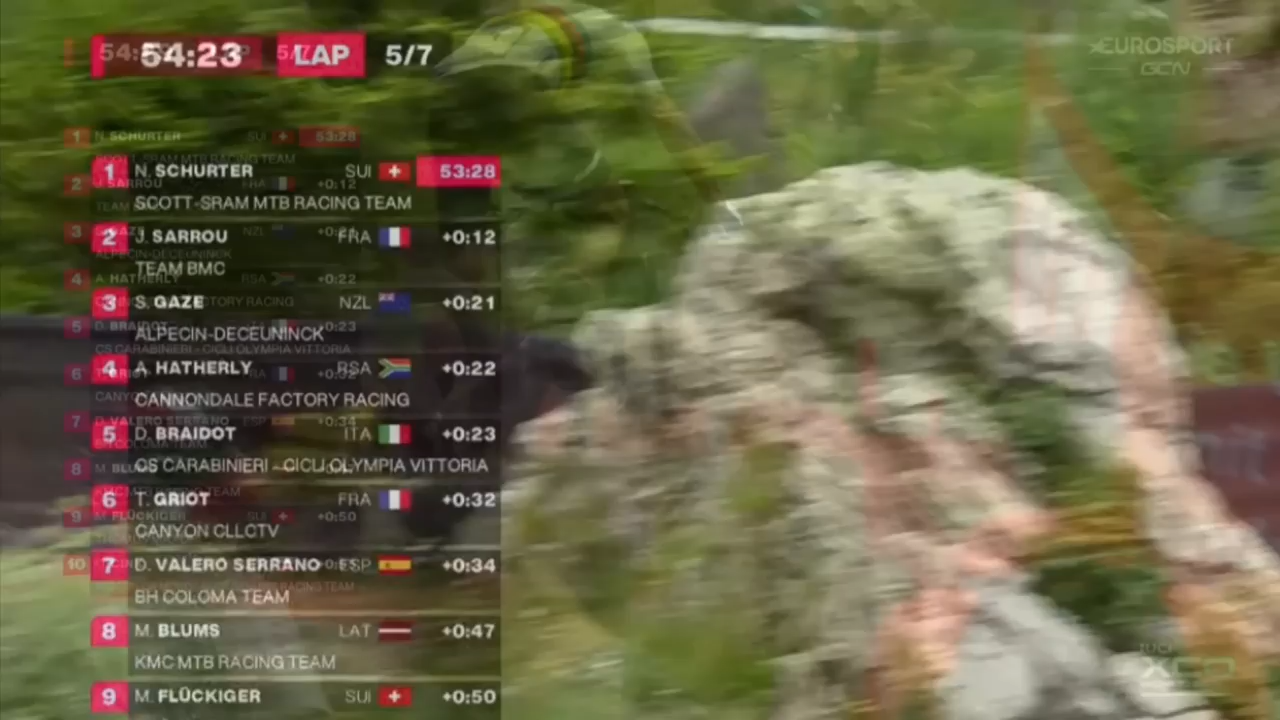 54:23 LAP 5/7
EUROSPORT
GCN
1 N. SCHURTER SUI 53:28
SCOTT-SRAM MTB RACING TEAM
2 J. SARROU FRA +0:12
TEAM BMC
3 S. GAZE NZL +0:21
ALPECIN-DECEUNINCK
4 A. HATHERLY RSA +0:22
CANNONDALE FACTORY RACING
5 D. BRAIDOT ITA +0:23
CS CARABINIERI - CICLI OLYMPIA VITTORIA
6 T. GRIOT FRA +0:32
CANYON CLLCTV
7 D. VALERO SERRANO ESP +0:34
BH COLOMA TEAM
8 M. BLUMS LAT +0:47
KMC MTB RACING TEAM
9 M. FLÜCKIGER SUI +0:50
UCI
XCO